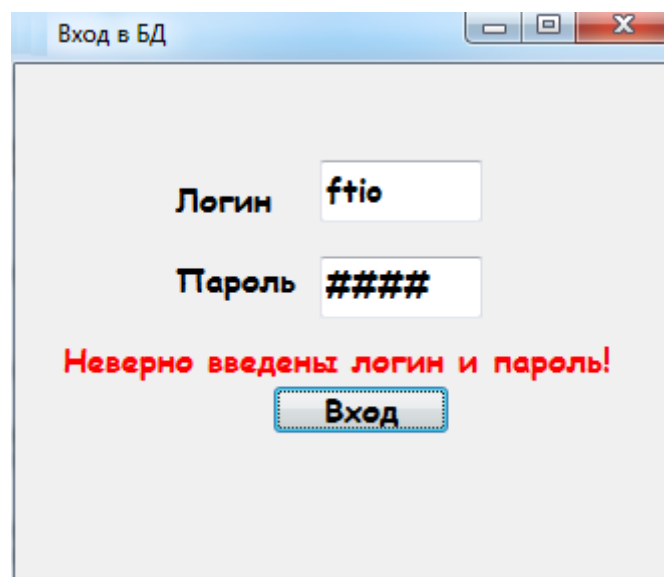 Вход в БД
Логин ftio
Пароль ####
Неверно введены логин и пароль!
Вход